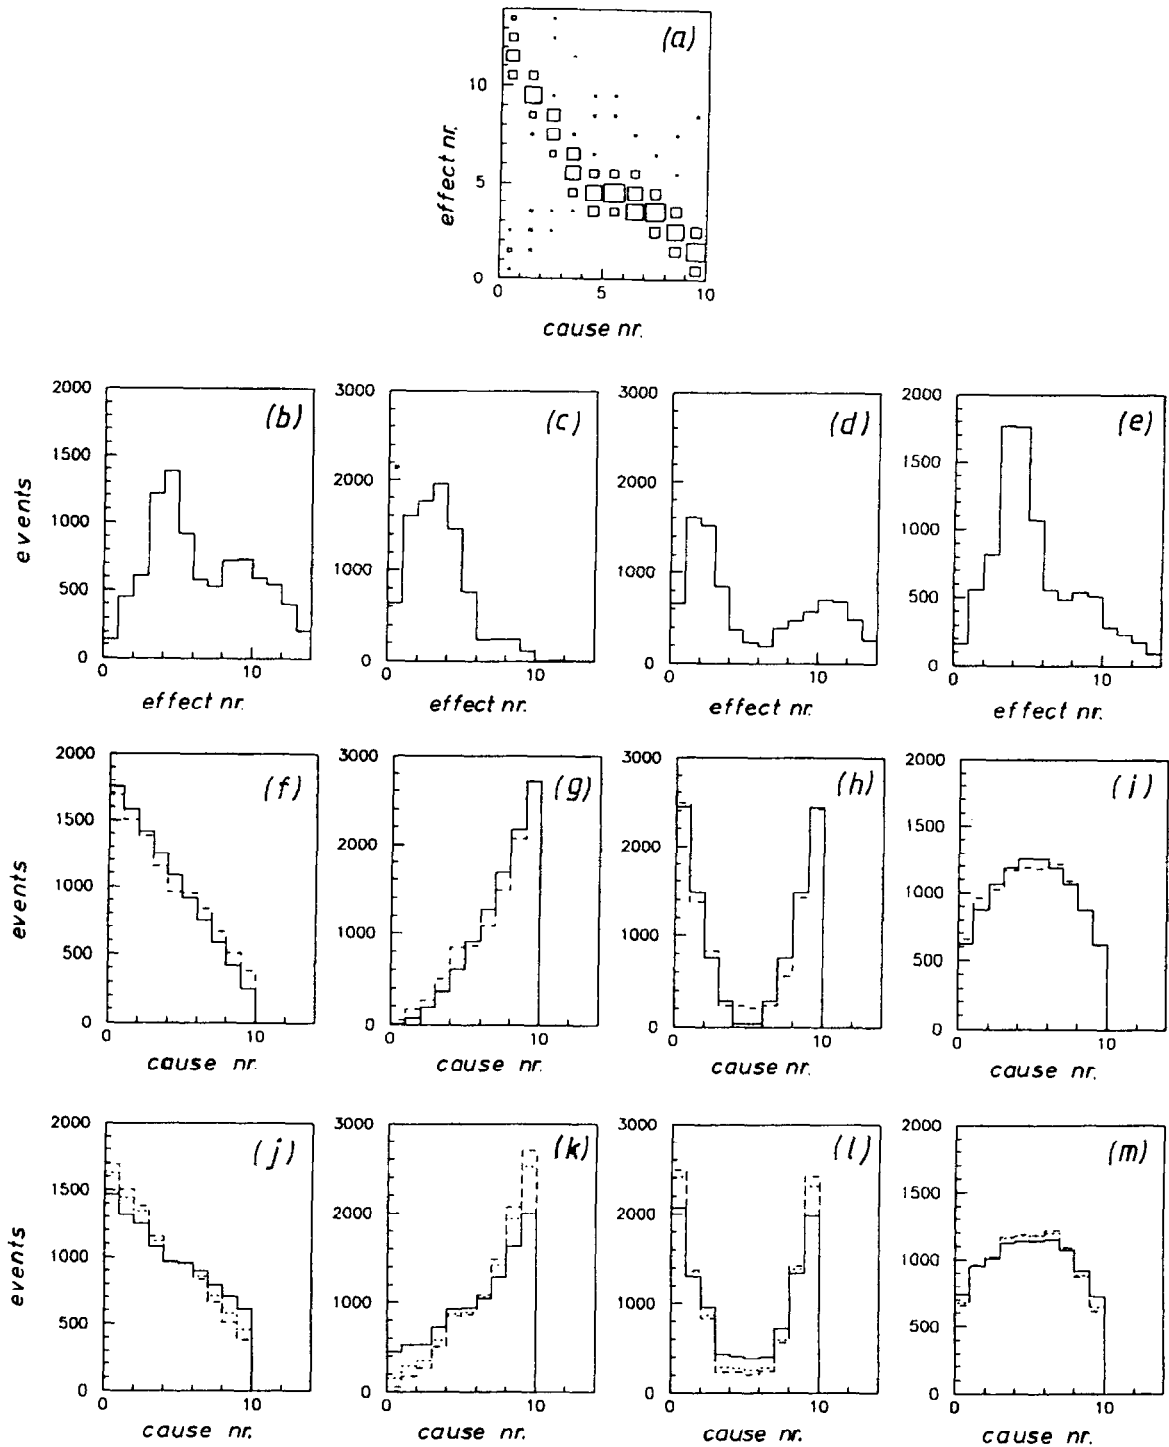 (a)
effect nr.
10
5
0
0 5 10
cause nr.
2000 3000 3000 2000
(b) (c) (d) (e)
1500 2000 2000 1500
events
1000 1000
500 1000 1000 500
0 0 0 0
0 10 0 10 0 10 0 10
effect nr. effect nr. effect nr. effect nr.
2000 3000 3000 2000
(f) (g) (h) (i)
1500 2000 2000 1500
events
1000 1000
500 1000 1000 500
0 0 0 0
0 10 0 10 0 10 0 10
cause nr. cause nr. cause nr. cause nr.
2000 3000 3000 2000
(j) (k) (l) (m)
1500 2000 2000 1500
events
1000 1000
500 1000 1000 500
0 0 0 0
0 10 0 10 0 10 0 10
cause nr. cause nr. cause nr. cause nr.